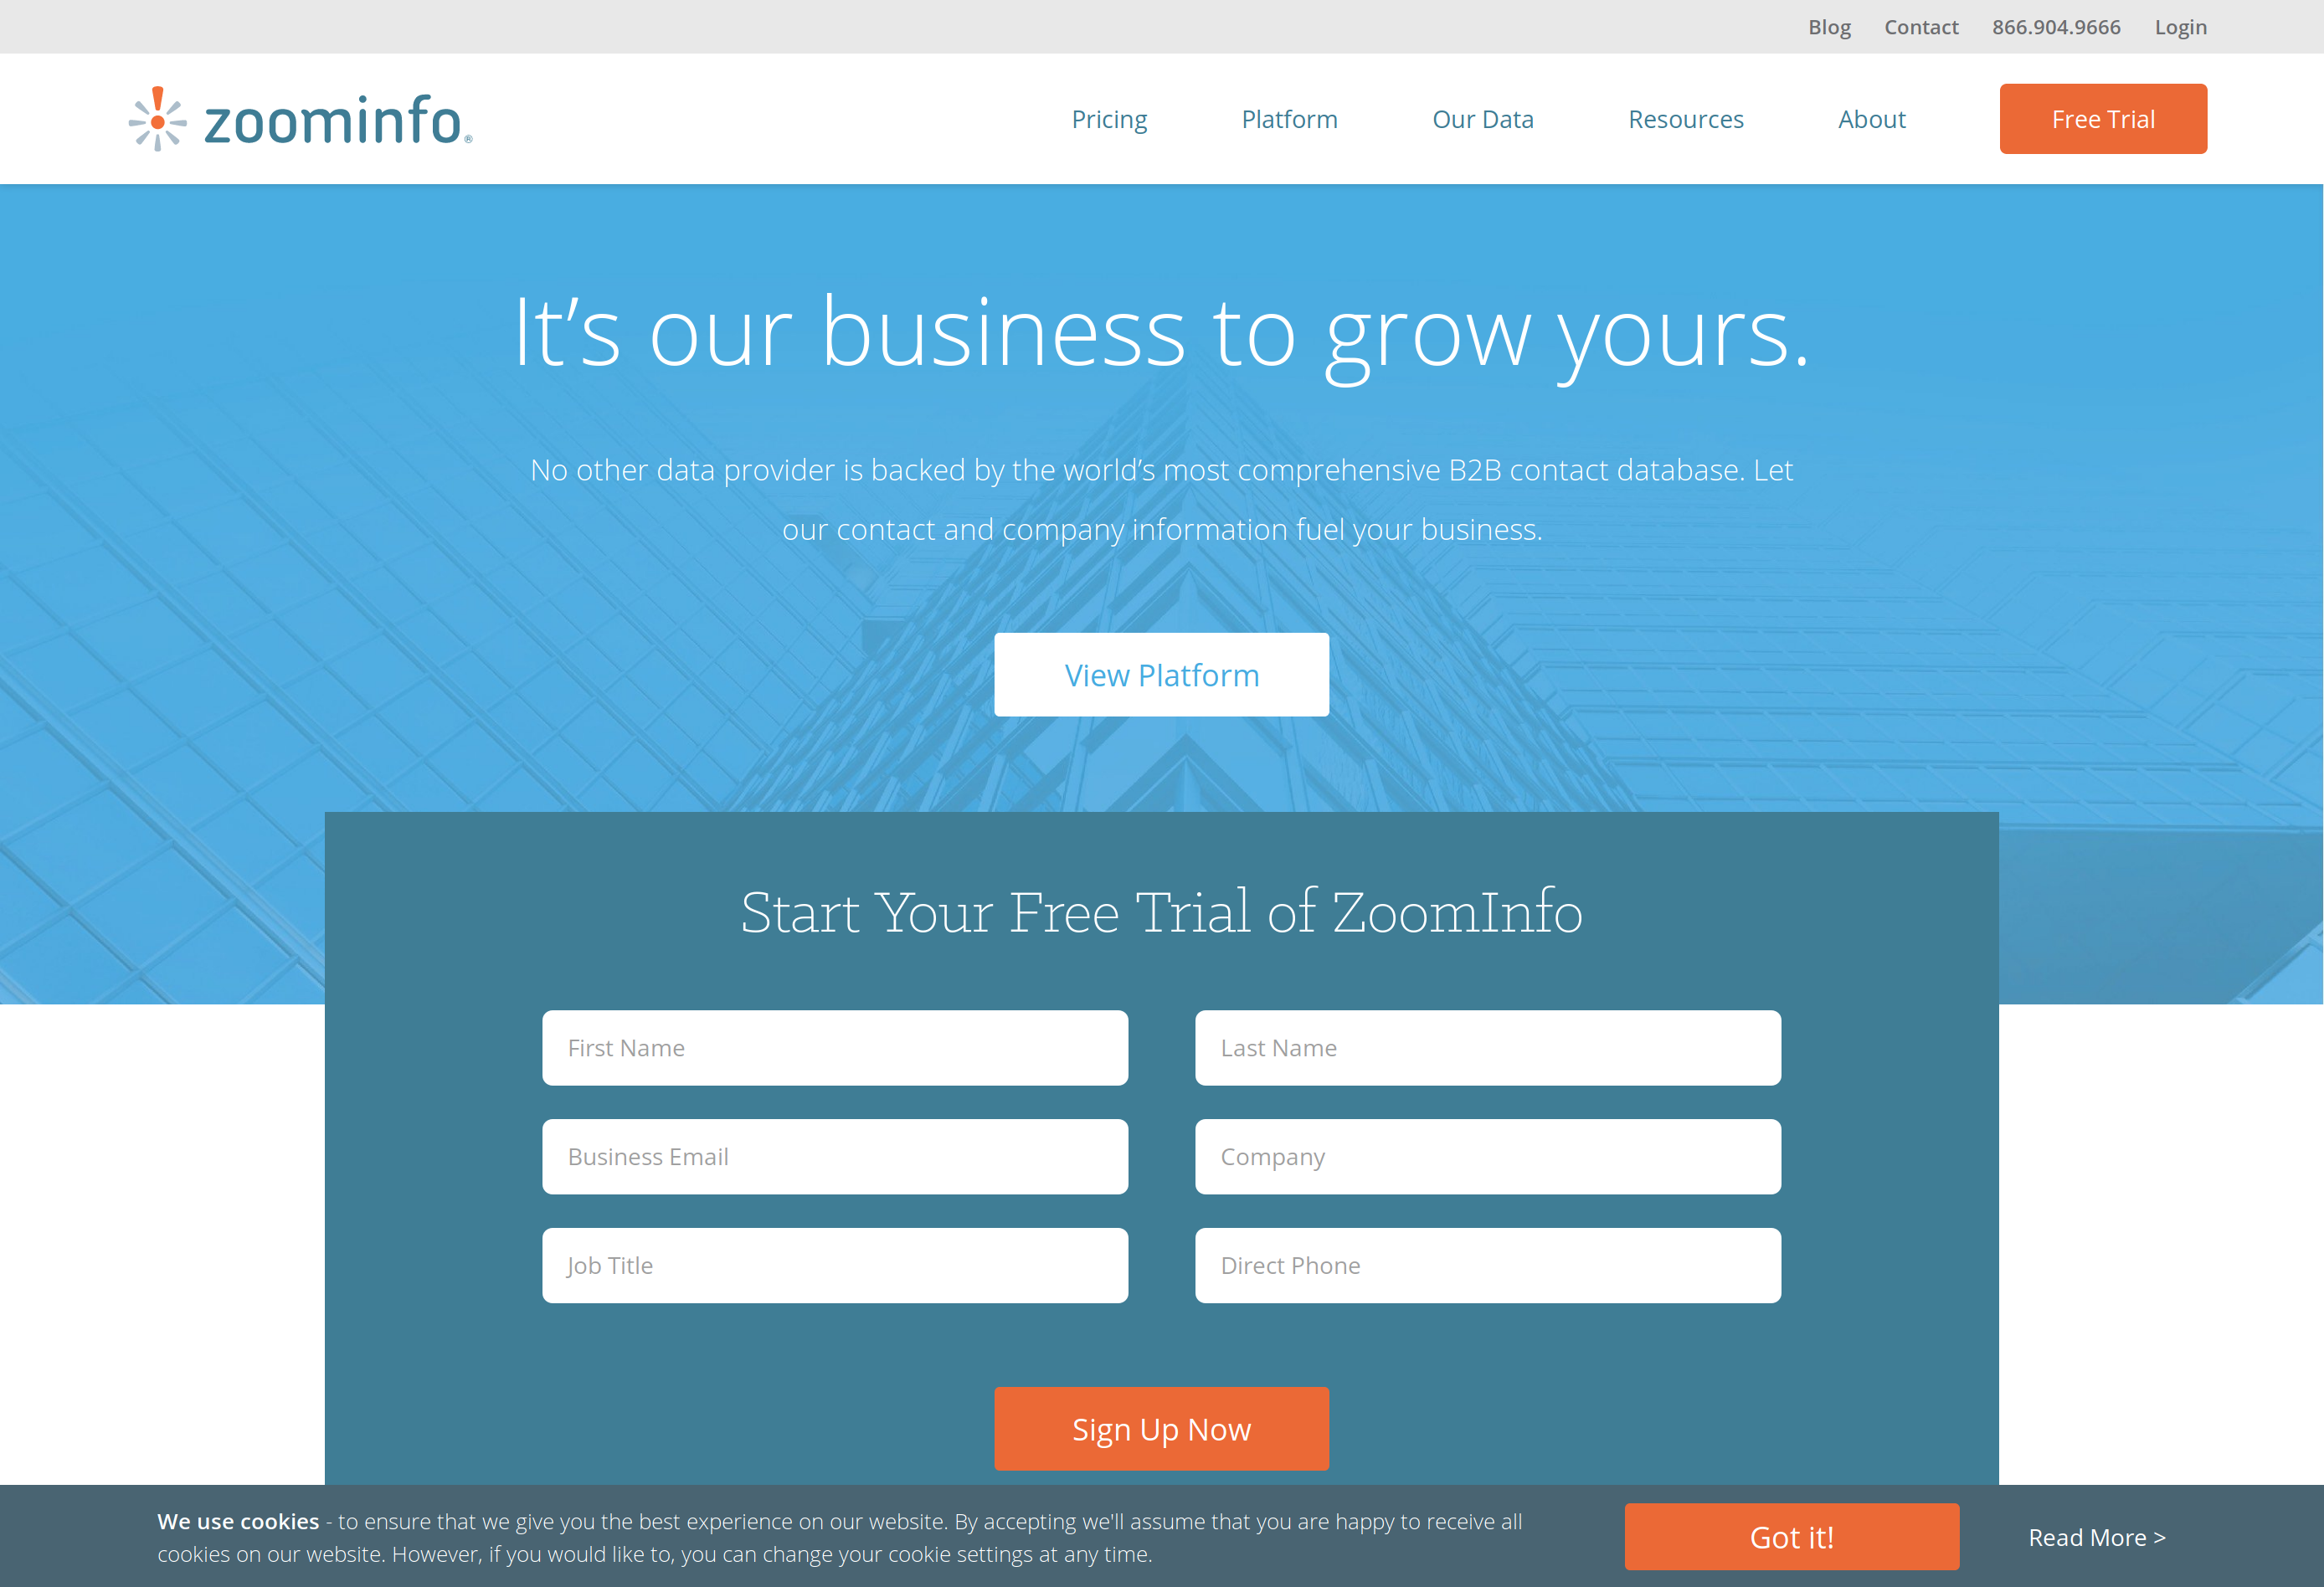 Blog Contact 866.904.9666 Login
zoominfo®
Pricing Platform Our Data Resources About Free Trial
It’s our business to grow yours.
No other data provider is backed by the world’s most comprehensive B2B contact database. Let
our contact and company information fuel your business.
View Platform
Start Your Free Trial of ZoomInfo
First Name Last Name
Business Email Company
Job Title Direct Phone
Sign Up Now
We use cookies - to ensure that we give you the best experience on our website. By accepting we'll assume that you are happy to receive all
cookies on our website. However, if you would like to, you can change your cookie settings at any time.
Got it!
Read More >